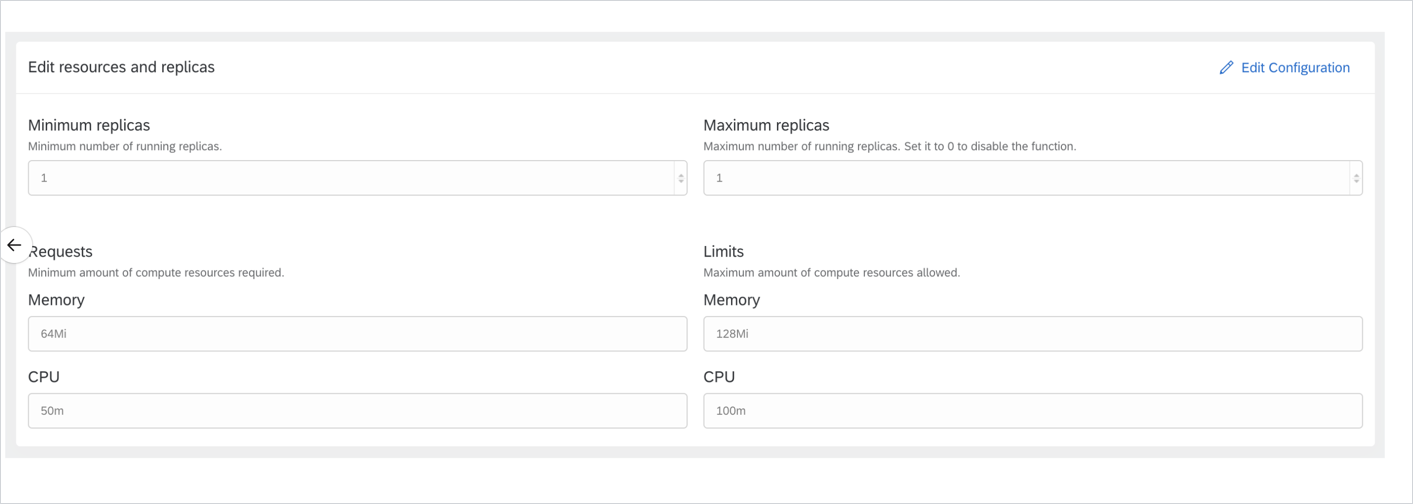 Edit resources and replicas
Edit Configuration
Minimum replicas
Minimum number of running replicas.
1
Maximum replicas
Maximum number of running replicas. Set it to 0 to disable the function.
1
Requests
Minimum amount of compute resources required.
Memory
64Mi
CPU
50m
Limits
Maximum amount of compute resources allowed.
Memory
128Mi
CPU
100m